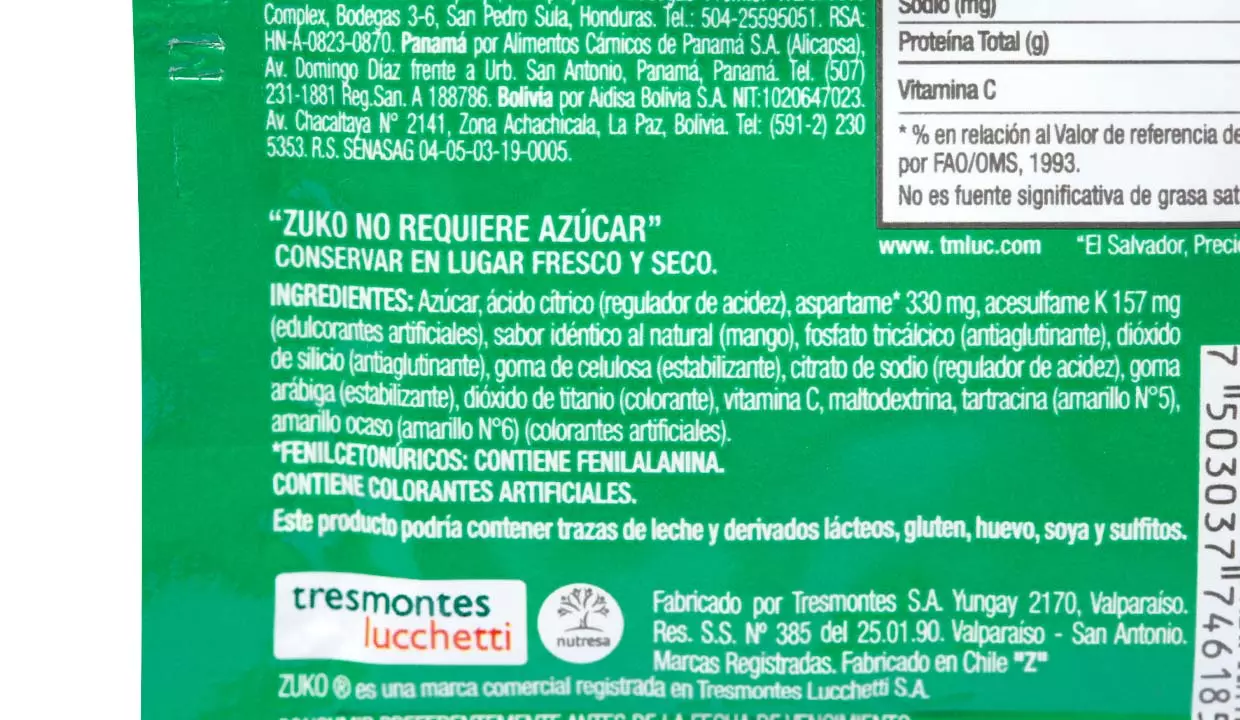 Complex, Bodegas 3-6, San Pedro Sula, Honduras. Tel.: 504-25595051. RSA:
HN-A-0823-0870. Panamá por Alimentos Cárnicos de Panamá S.A. (Alicapsa),
Av. Domingo Díaz frente a Urb. San Antonio, Panamá, Panamá. Tel. (507)
231-1881 Reg.San. A 188786. Bolivia por Aidisa Bolivia S.A. NIT:1020647023.
Av. Chacaltaya N° 2141, Zona Achachicala, La Paz, Bolivia. Tel: (591-2) 230
5353. R.S. SENASAG 04-05-03-19-0005.
Sodio (mg)
Proteína Total (g)
Vitamina C
* % en relación al Valor de referencia de
por FAO/OMS, 1993.
No es fuente significativa de grasa sat
www. tmluc.com *El Salvador, Preci
“ZUKO NO REQUIERE AZÚCAR”
CONSERVAR EN LUGAR FRESCO Y SECO.
INGREDIENTES: Azúcar, ácido cítrico (regulador de acidez), aspartame* 330 mg, acesulfame K 157 mg
(edulcorantes artificiales), sabor idéntico al natural (mango), fosfato tricálcico (antiaglutinante), dióxido
de silicio (antiaglutinante), goma de celulosa (estabilizante), citrato de sodio (regulador de acidez), goma
arábiga (estabilizante), dióxido de titanio (colorante), vitamina C, maltodextrina, tartracina (amarillo N°5),
amarillo ocaso (amarillo N°6) (colorantes artificiales).
*FENILCETONÚRICOS: CONTIENE FENILALANINA.
CONTIENE COLORANTES ARTIFICIALES.
Este producto podría contener trazas de leche y derivados lácteos, gluten, huevo, soya y sulfitos.
tresmontes
lucchetti
nutresa
Fabricado por Tresmontes S.A. Yungay 2170, Valparaíso.
Res. S.S. Nº 385 del 25.01.90. Valparaíso - San Antonio.
Marcas Registradas. Fabricado en Chile "Z"
ZUKO ® es una marca comercial registrada en Tresmontes Lucchetti S.A.
CONSUMIR PREFERENTEMENTE ANTES DE LA FECHA DE VENCIMIENTO
7 503037 74618